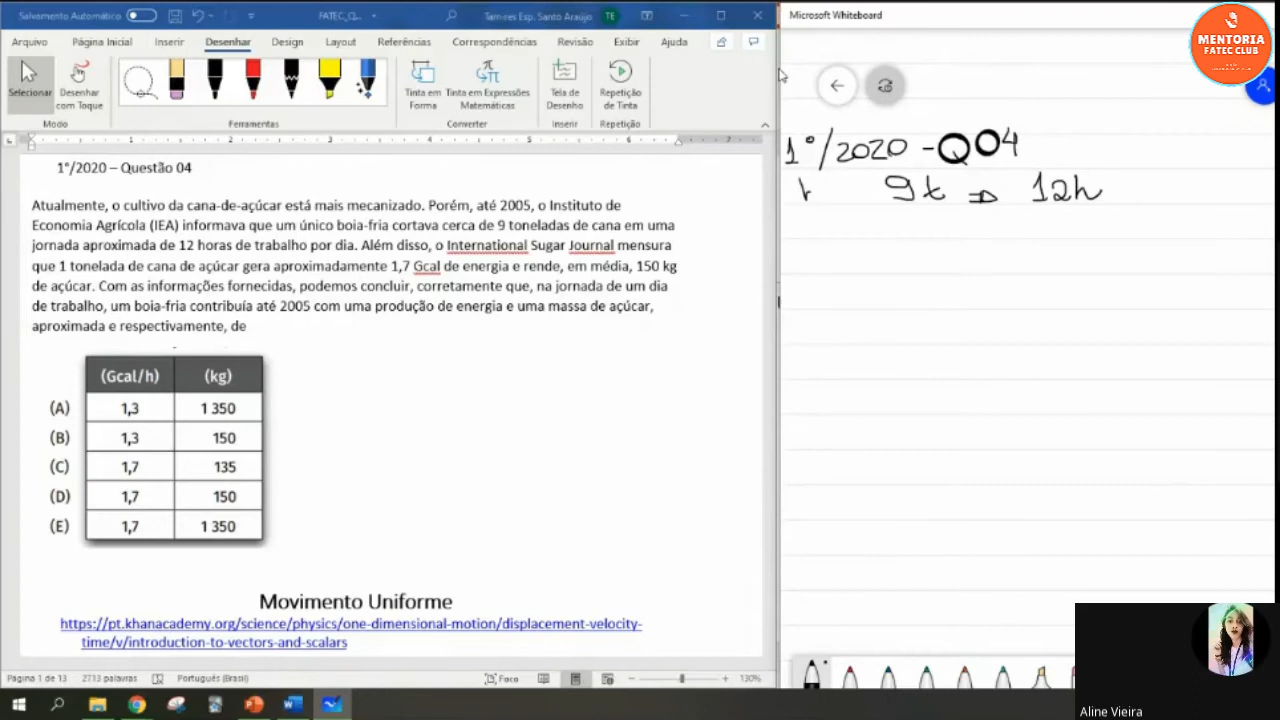 Salvamento Automático
FATEC_Q...
Tamires Esp. Santo Araújo
TE
Microsoft Whiteboard
MENTORIA
FATEC CLUB
Arquivo
Página Inicial
Inserir
Desenhar
Design
Layout
Referências
Correspondências
Revisão
Exibir
Ajuda
Selecionar
Desenhar
com Toque
Tinta em
Forma
Tinta em Expressões
Matemáticas
Tela de
Desenho
Repetição
de Tinta
Modo
Ferramentas
Converter
Inserir
Repetição
1 2 3 4 5 6 7
1º/2020 – Questão 04
Atualmente, o cultivo da cana-de-açúcar está mais mecanizado. Porém, até 2005, o Instituto de
Economia Agrícola (IEA) informava que um único boia-fria cortava cerca de 9 toneladas de cana em uma
jornada aproximada de 12 horas de trabalho por dia. Além disso, o International Sugar Journal mensura
que 1 tonelada de cana de açúcar gera aproximadamente 1,7 Gcal de energia e rende, em média, 150 kg
de açúcar. Com as informações fornecidas, podemos concluir, corretamente que, na jornada de um dia
de trabalho, um boia-fria contribuía até 2005 com uma produção de energia e uma massa de açúcar,
aproximada e respectivamente, de
(Gcal/h) (kg)
(A) 1,3 1 350
(B) 1,3 150
(C) 1,7 135
(D) 1,7 150
(E) 1,7 1 350
Movimento Uniforme
https://pt.khanacademy.org/science/physics/one-dimensional-motion/displacement-velocity-
time/v/introduction-to-vectors-and-scalars
1º/2020 - Q04
9t ⇒ 12h
Página 1 de 13
2713 palavras
Português (Brasil)
Foco
130%
Aline Vieira